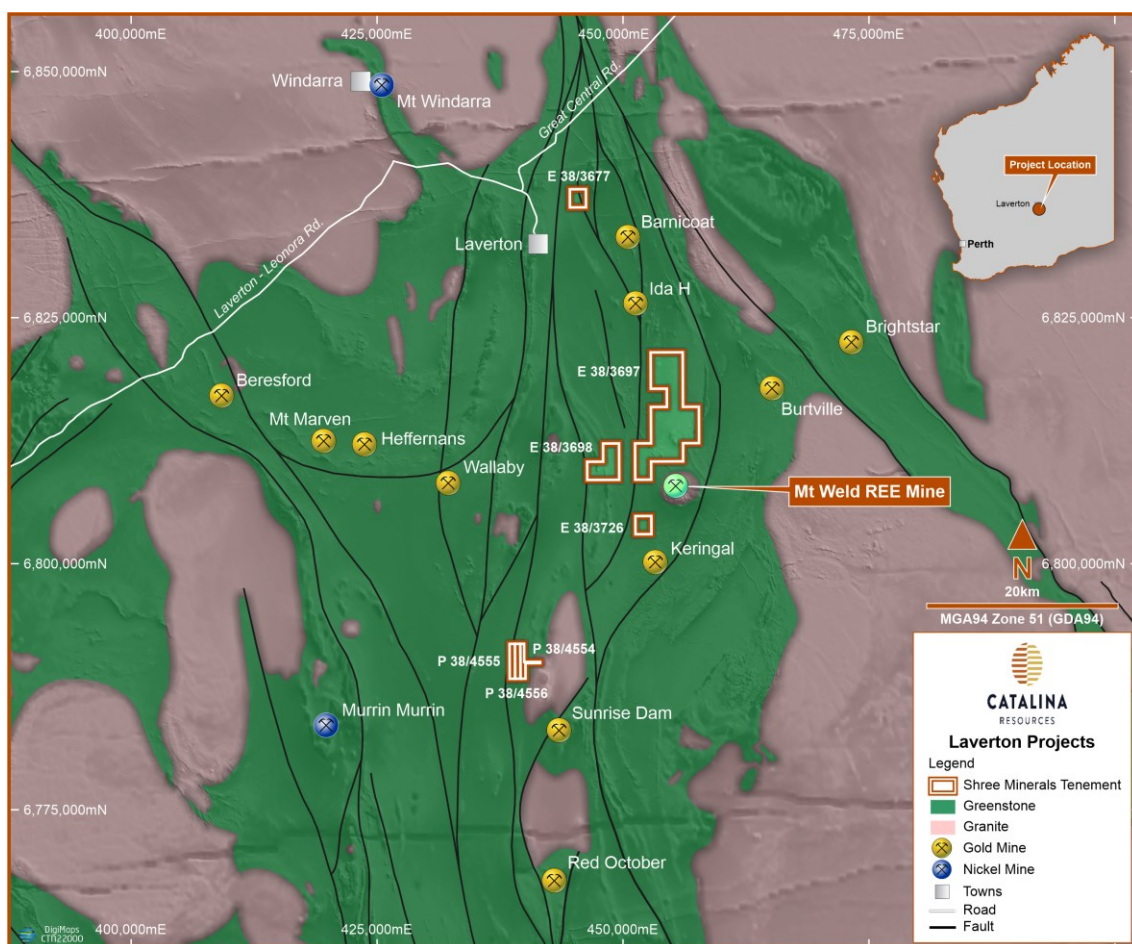 400,000mE
425,000mE
450,000mE
475,000mE
6,850,000mN
Windarra
Mt Windarra
Great Central Rd.
Project Location
Laverton
Perth
E 38/3677
Barnicoat
Laverton
Laverton - Leonora Rd.
Ida H
6,825,000mN
6,825,000mN
Brightstar
E 38/3697
Beresford
Burtville
Mt Marven
Heffernans
E 38/3698
Wallaby
Mt Weld REE Mine
E 38/3726
Keringal
6,800,000mN
6,800,000mN
N
20km
MGA94 Zone 51 (GDA94)
P 38/4554
P 38/4555
P 38/4556
Murrin Murrin
Sunrise Dam
CATALINA
RESOURCES
Laverton Projects
Legend
Shree Minerals Tenement
Greenstone
Granite
Gold Mine
Nickel Mine
Towns
Road
Fault
6,775,000mN
Red October
DigiMaps
CTN22000
400,000mE
425,000mE
450,000mE